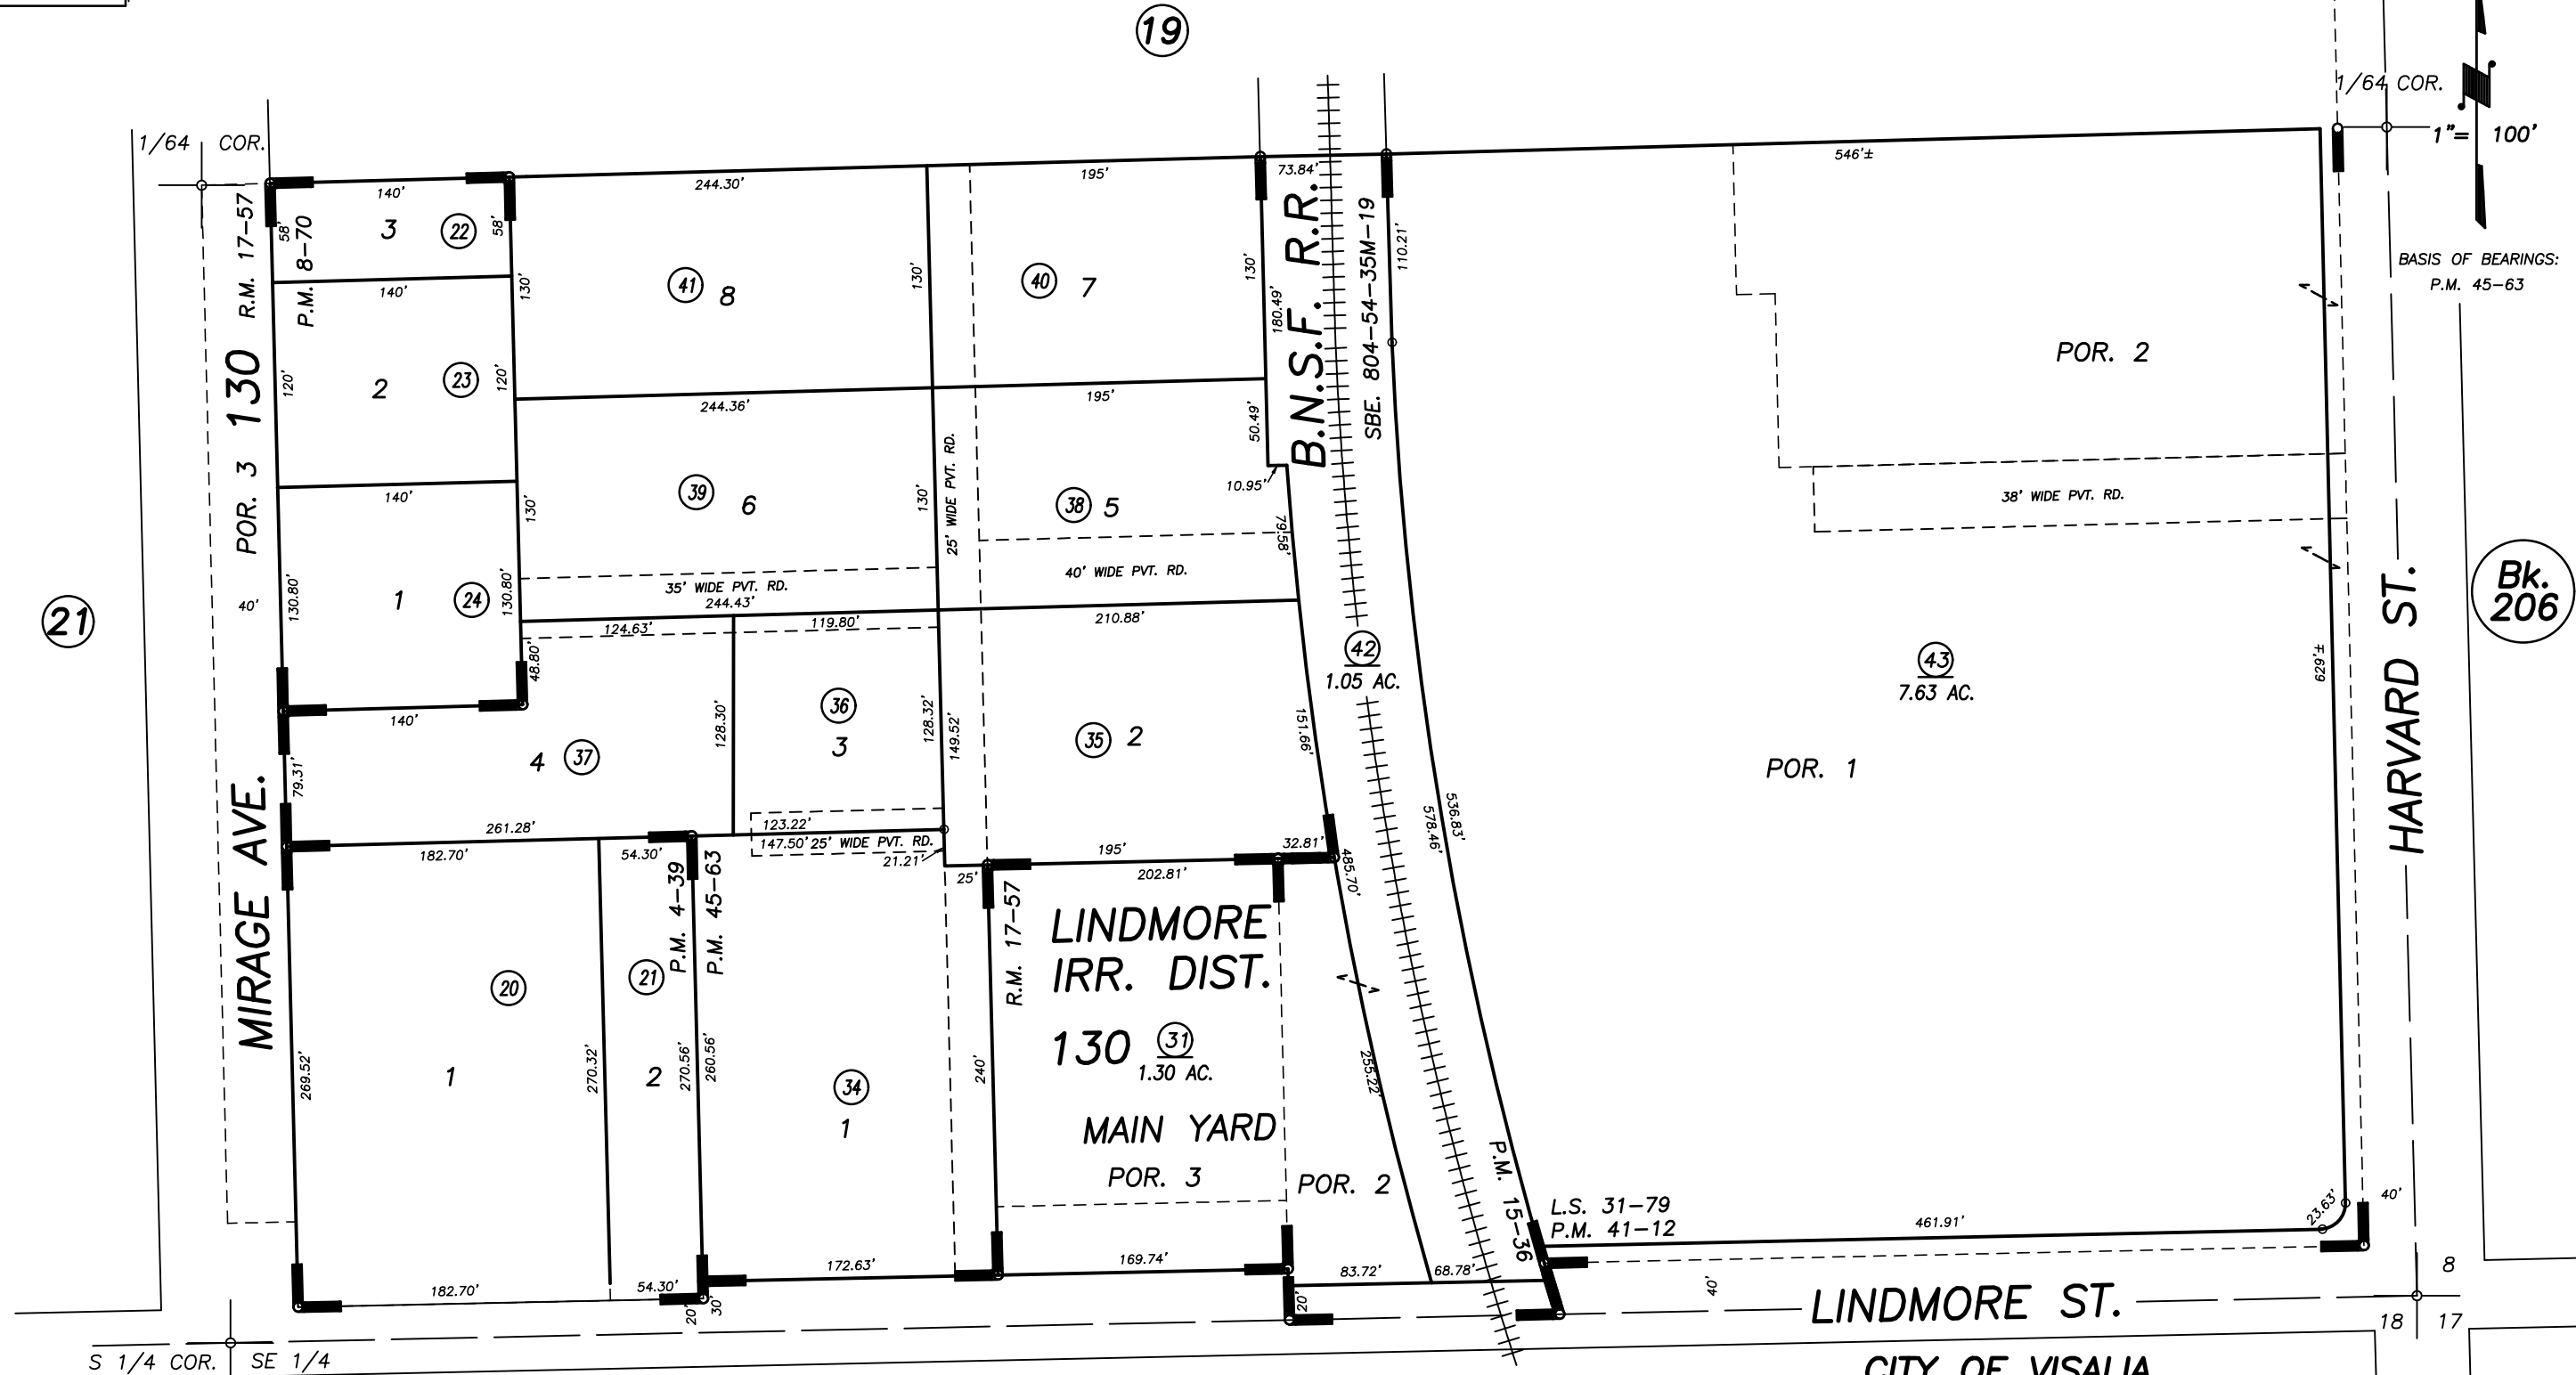 19
1/64 COR.
1/64 COR.
1"= 100'
BASIS OF BEARINGS:
P.M. 45-63
140'
244.30'
195'
73.84'
546'±
58'
P.M. 8-70
3
22
58'
R.M. 17-57
130
POR. 3
40'
140'
130'
41
8
130'
40
7
130'
180.49'
B.N.S.F. R.R.
SBE. 804-54-35M-19
110.21'
POR. 2
120'
2
23
120'
244.36'
195'
50.49'
10.95'
79.58'
140'
130'
39
6
130'
25' WIDE PVT. RD.
38
5
38' WIDE PVT. RD.
35' WIDE PVT. RD.
244.43'
40' WIDE PVT. RD.
21
130.80'
1
24
130.80'
48.80'
124.63'
119.80'
210.88'
42
1.05 AC.
43
7.63 AC.
629'±
HARVARD ST.
Bk.
206
140'
79.31'
4
37
128.30'
36
3
128.32'
149.52'
35
2
151.66'
POR. 1
MIRAGE AVE.
261.28'
123.22'
182.70'
54.30'
147.50'
25' WIDE PVT. RD.
21.21'
25'
195'
32.81'
202.81'
485.70'
578.46'
536.83'
P.M. 4-39
P.M. 45-63
R.M. 17-57
LINDMORE
IRR. DIST.
130
31
1.30 AC.
MAIN YARD
POR. 3
POR. 2
20
1
269.52'
270.32'
21
2
270.56'
260.56'
34
1
240'
255.22'
P.M. 15-36
L.S. 31-79
P.M. 41-12
461.91'
23.63'
40'
182.70'
54.30'
20'
30'
172.63'
169.74'
83.72'
68.78'
20'
40'
LINDMORE ST.
8
18
17
S 1/4 COR.
SE 1/4
CITY OF VISALIA